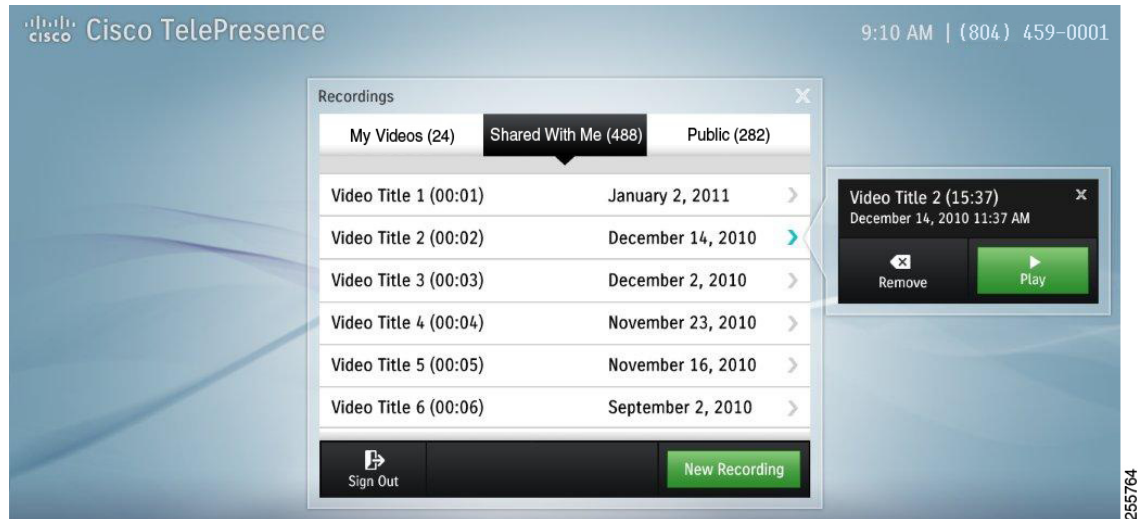 cisco Cisco TelePresence
9:10 AM | (804) 459-0001
Recordings
My Videos (24) Shared With Me (488) Public (282)
Video Title 1 (00:01) January 2, 2011
Video Title 2 (00:02) December 14, 2010
Video Title 3 (00:03) December 2, 2010
Video Title 4 (00:04) November 23, 2010
Video Title 5 (00:05) November 16, 2010
Video Title 6 (00:06) September 2, 2010
Sign Out New Recording
Video Title 2 (15:37)
December 14, 2010 11:37 AM
Remove Play
255764